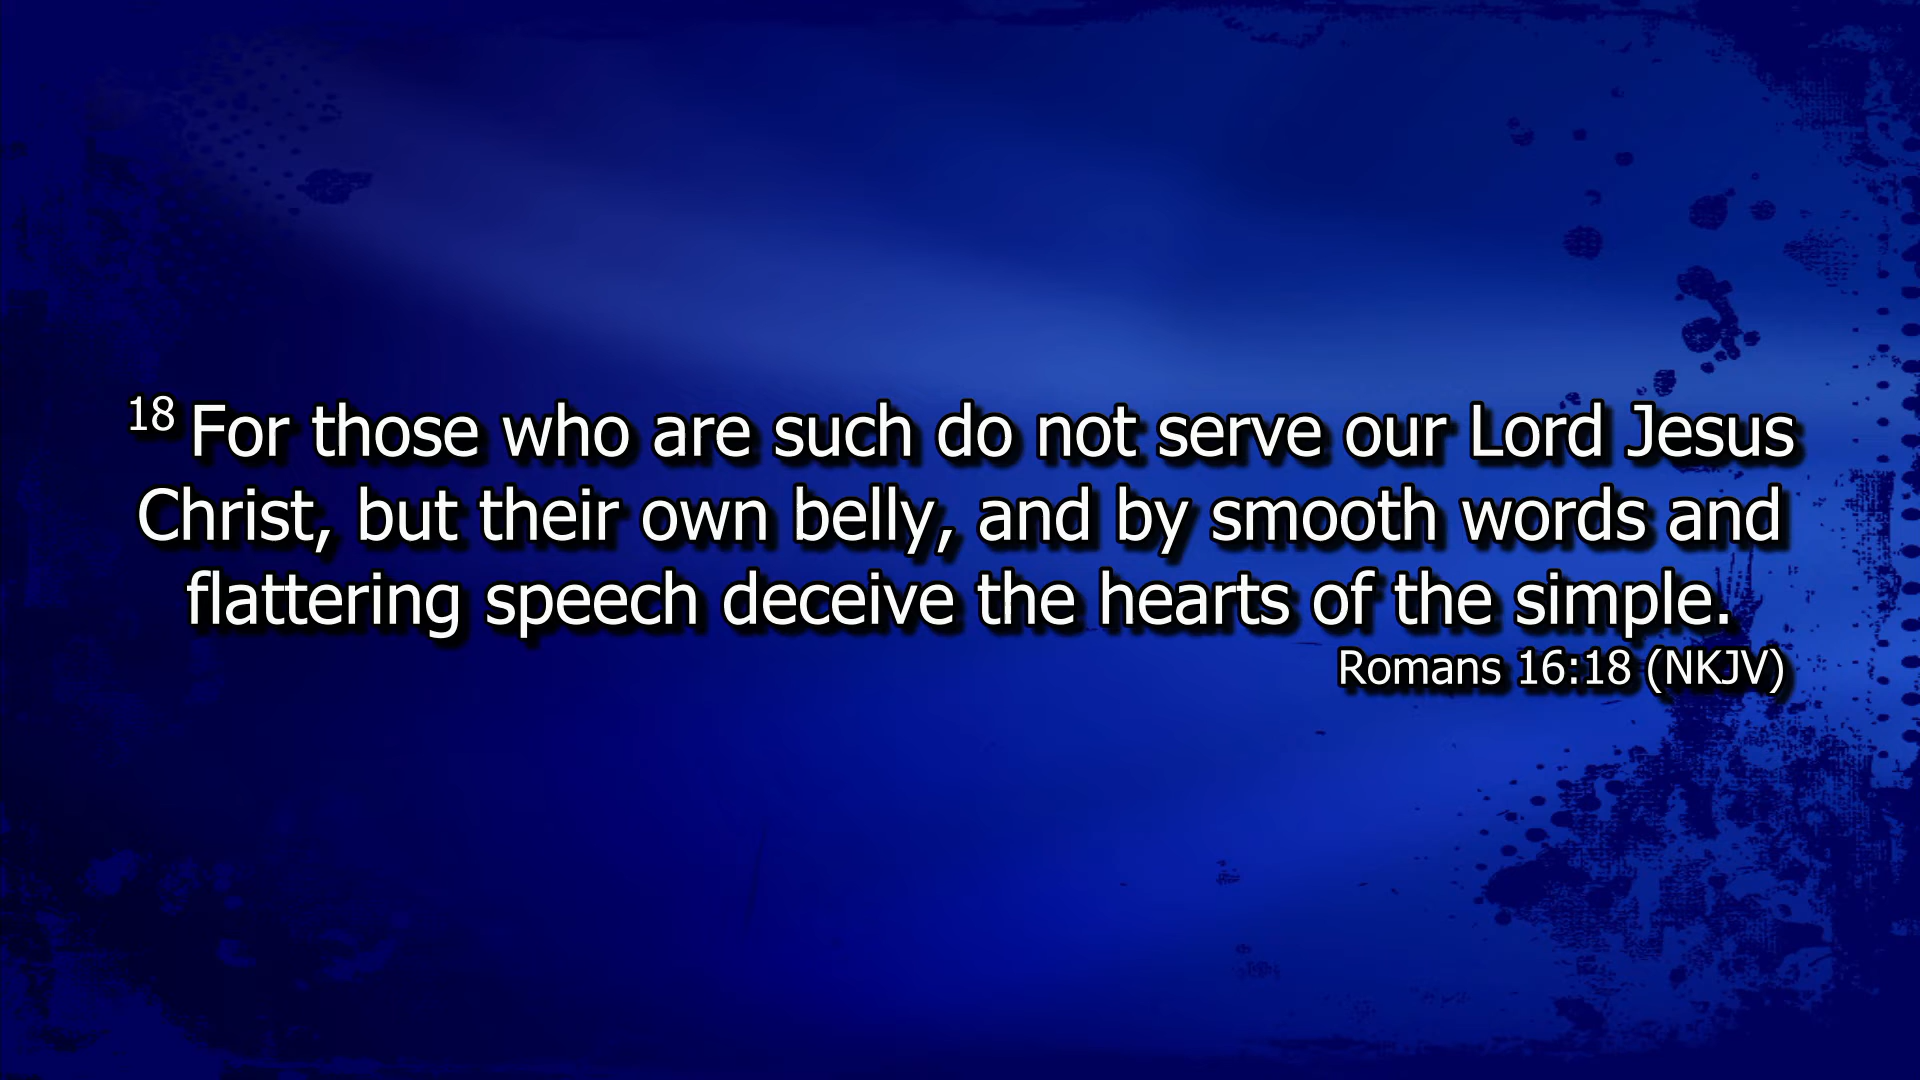 18 For those who are such do not serve our Lord Jesus
Christ, but their own belly, and by smooth words and
flattering speech deceive the hearts of the simple.
Romans 16:18 (NKJV)